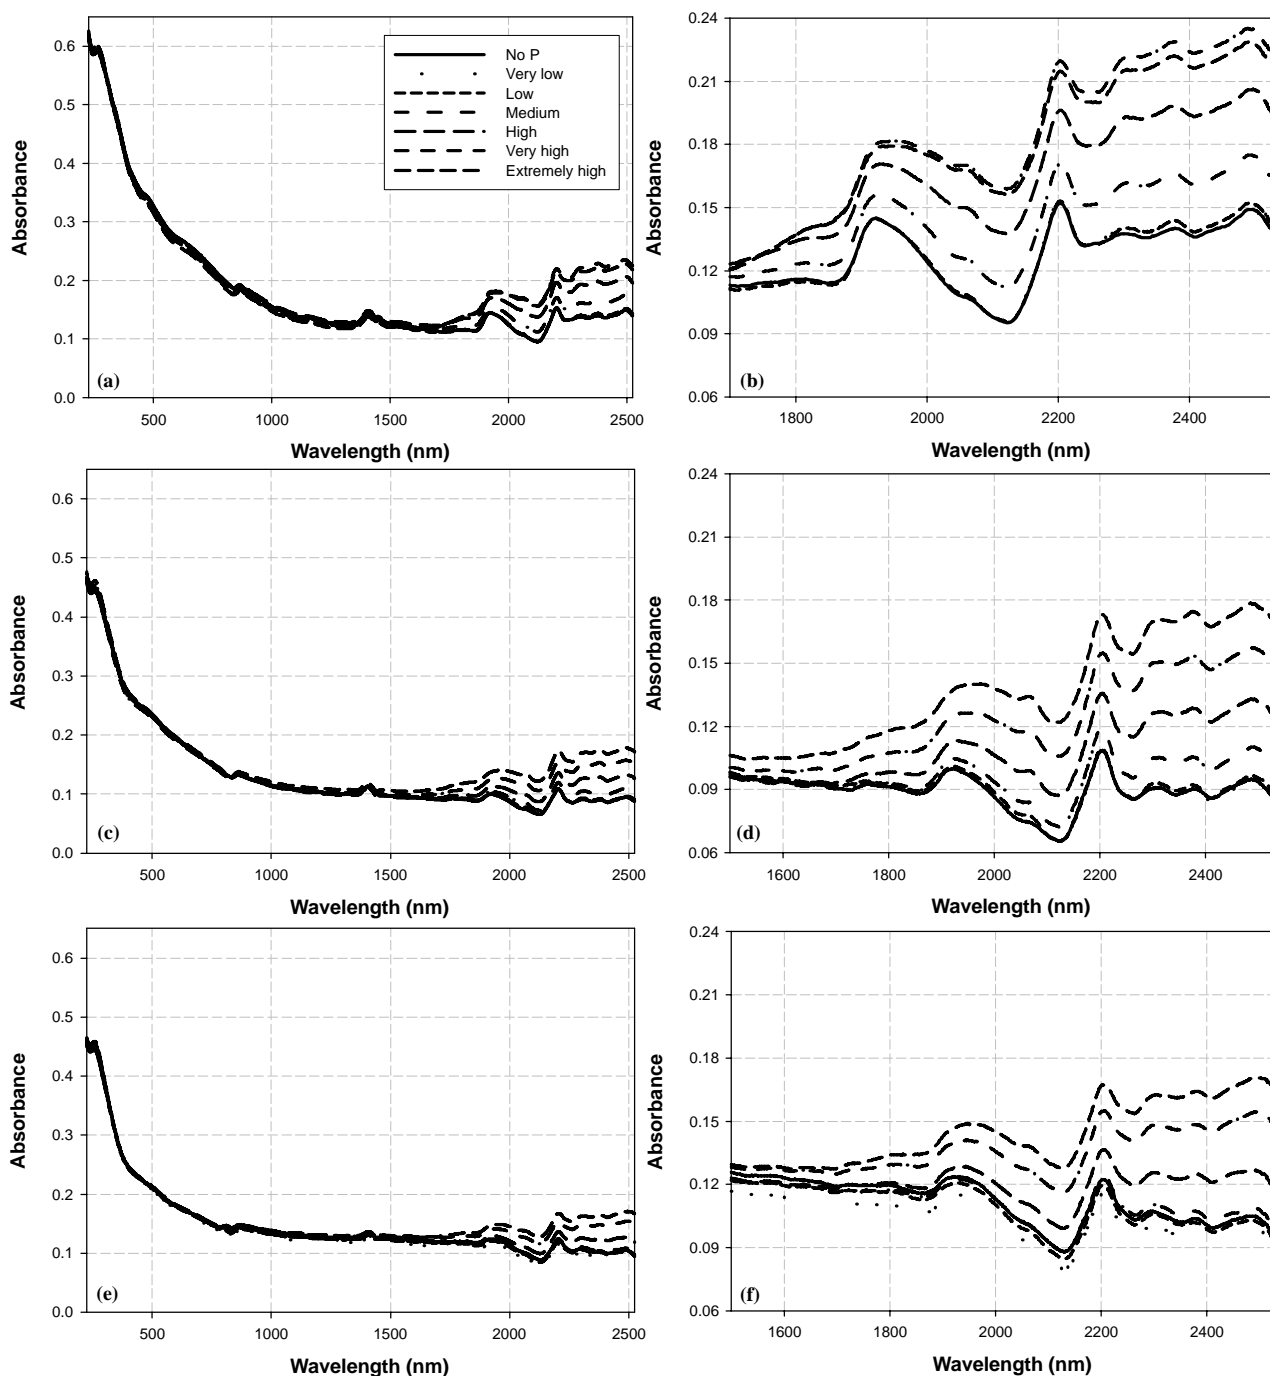 Absorbance
0.6
0.5
0.4
0.3
0.2
0.1
0.0
No P
Very low
Low
Medium
High
Very high
Extremely high
(a)
500
1000
1500
2000
2500
Wavelength (nm)
Absorbance
0.24
0.21
0.18
0.15
0.12
0.09
0.06
(b)
1800
2000
2200
2400
Wavelength (nm)
Absorbance
0.6
0.5
0.4
0.3
0.2
0.1
0.0
(c)
500
1000
1500
2000
2500
Wavelength (nm)
Absorbance
0.24
0.21
0.18
0.15
0.12
0.09
0.06
(d)
1600
1800
2000
2200
2400
Wavelength (nm)
Absorbance
0.6
0.5
0.4
0.3
0.2
0.1
0.0
(e)
500
1000
1500
2000
2500
Wavelength (nm)
Absorbance
0.24
0.21
0.18
0.15
0.12
0.09
0.06
(f)
1600
1800
2000
2200
2400
Wavelength (nm)